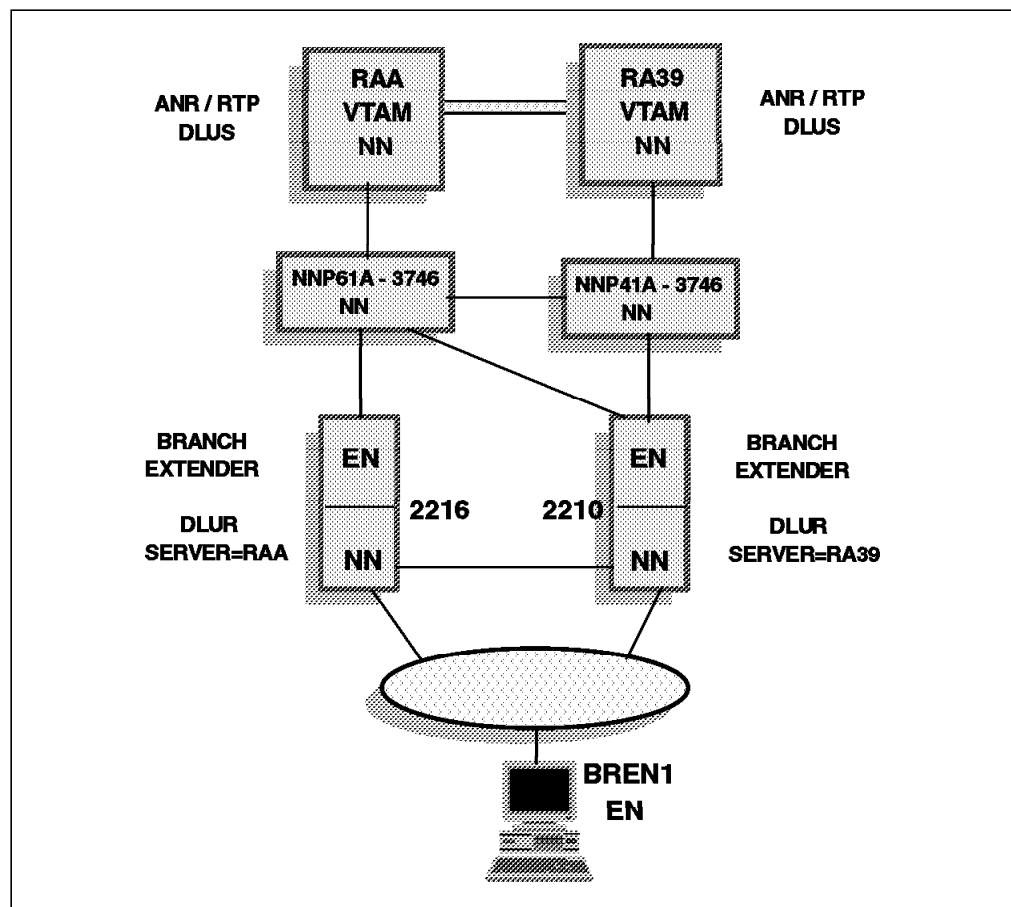 ANR / RTP
DLUS
RAA
VTAM
NN
RA39
VTAM
NN
ANR / RTP
DLUS
NNP61A - 3746
NN
NNP41A - 3746
NN
BRANCH
EXTENDER
DLUR
SERVER=RAA
EN
NN
2216
2210
EN
NN
BRANCH
EXTENDER
DLUR
SERVER=RA39
BREN1
EN